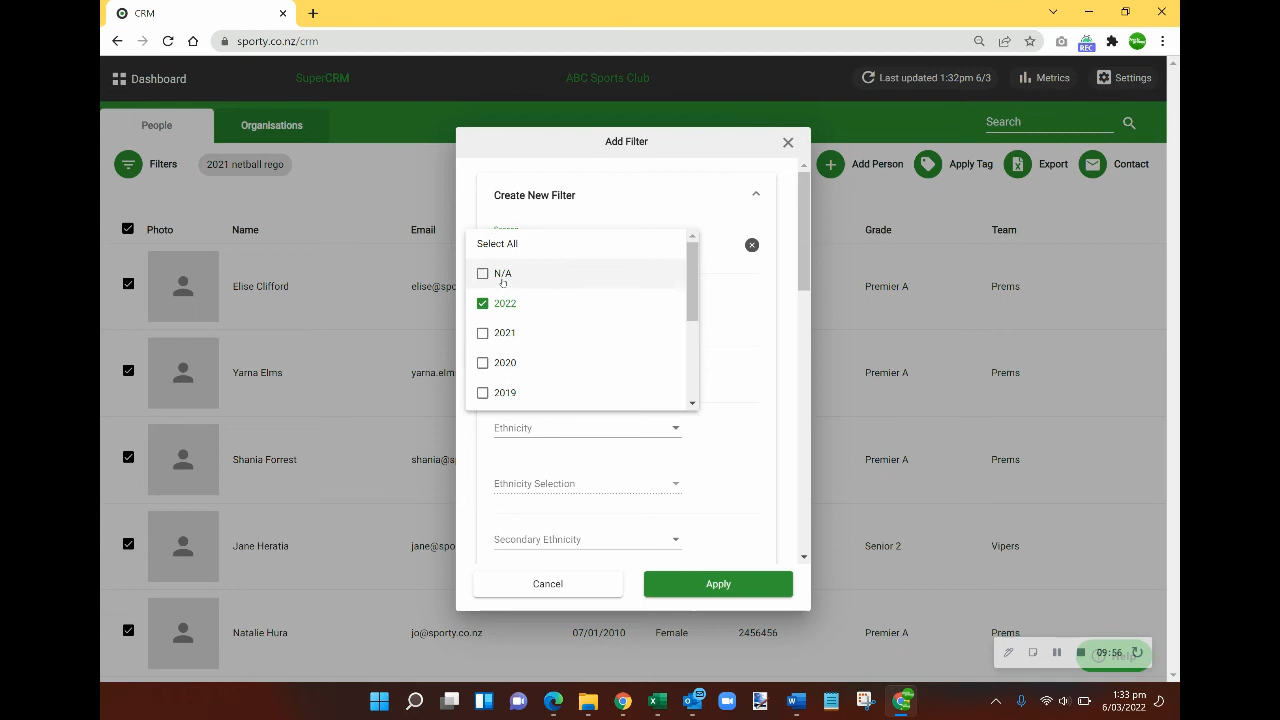 CRM
sporty.co.nz/crm
REC
Dashboard
SuperCRM
ABC Sports Club
Last updated 1:32pm 6/3
Metrics
Settings
People
Organisations
Search
Filters
2021 netball rego
Add Person
Apply Tag
Export
Contact
Photo
Name
Email
Grade
Team
Elise Clifford
elise@spo
Premier A
Prems
Yarna Elms
yarna.elm
Premier A
Prems
Shania Forrest
shania@s
Premier A
Prems
Jane Heratia
jane@spo
Senior 2
Vipers
Natalie Hura
jo@sporty.co.nz
07/01/2010
Female
2456456
Premier A
Prems
Add Filter
Create New Filter
Select All
N/A
2022
2021
2020
2019
Ethnicity
Ethnicity Selection
Secondary Ethnicity
Cancel
Apply
09:56
Help
1:33 pm
6/03/2022